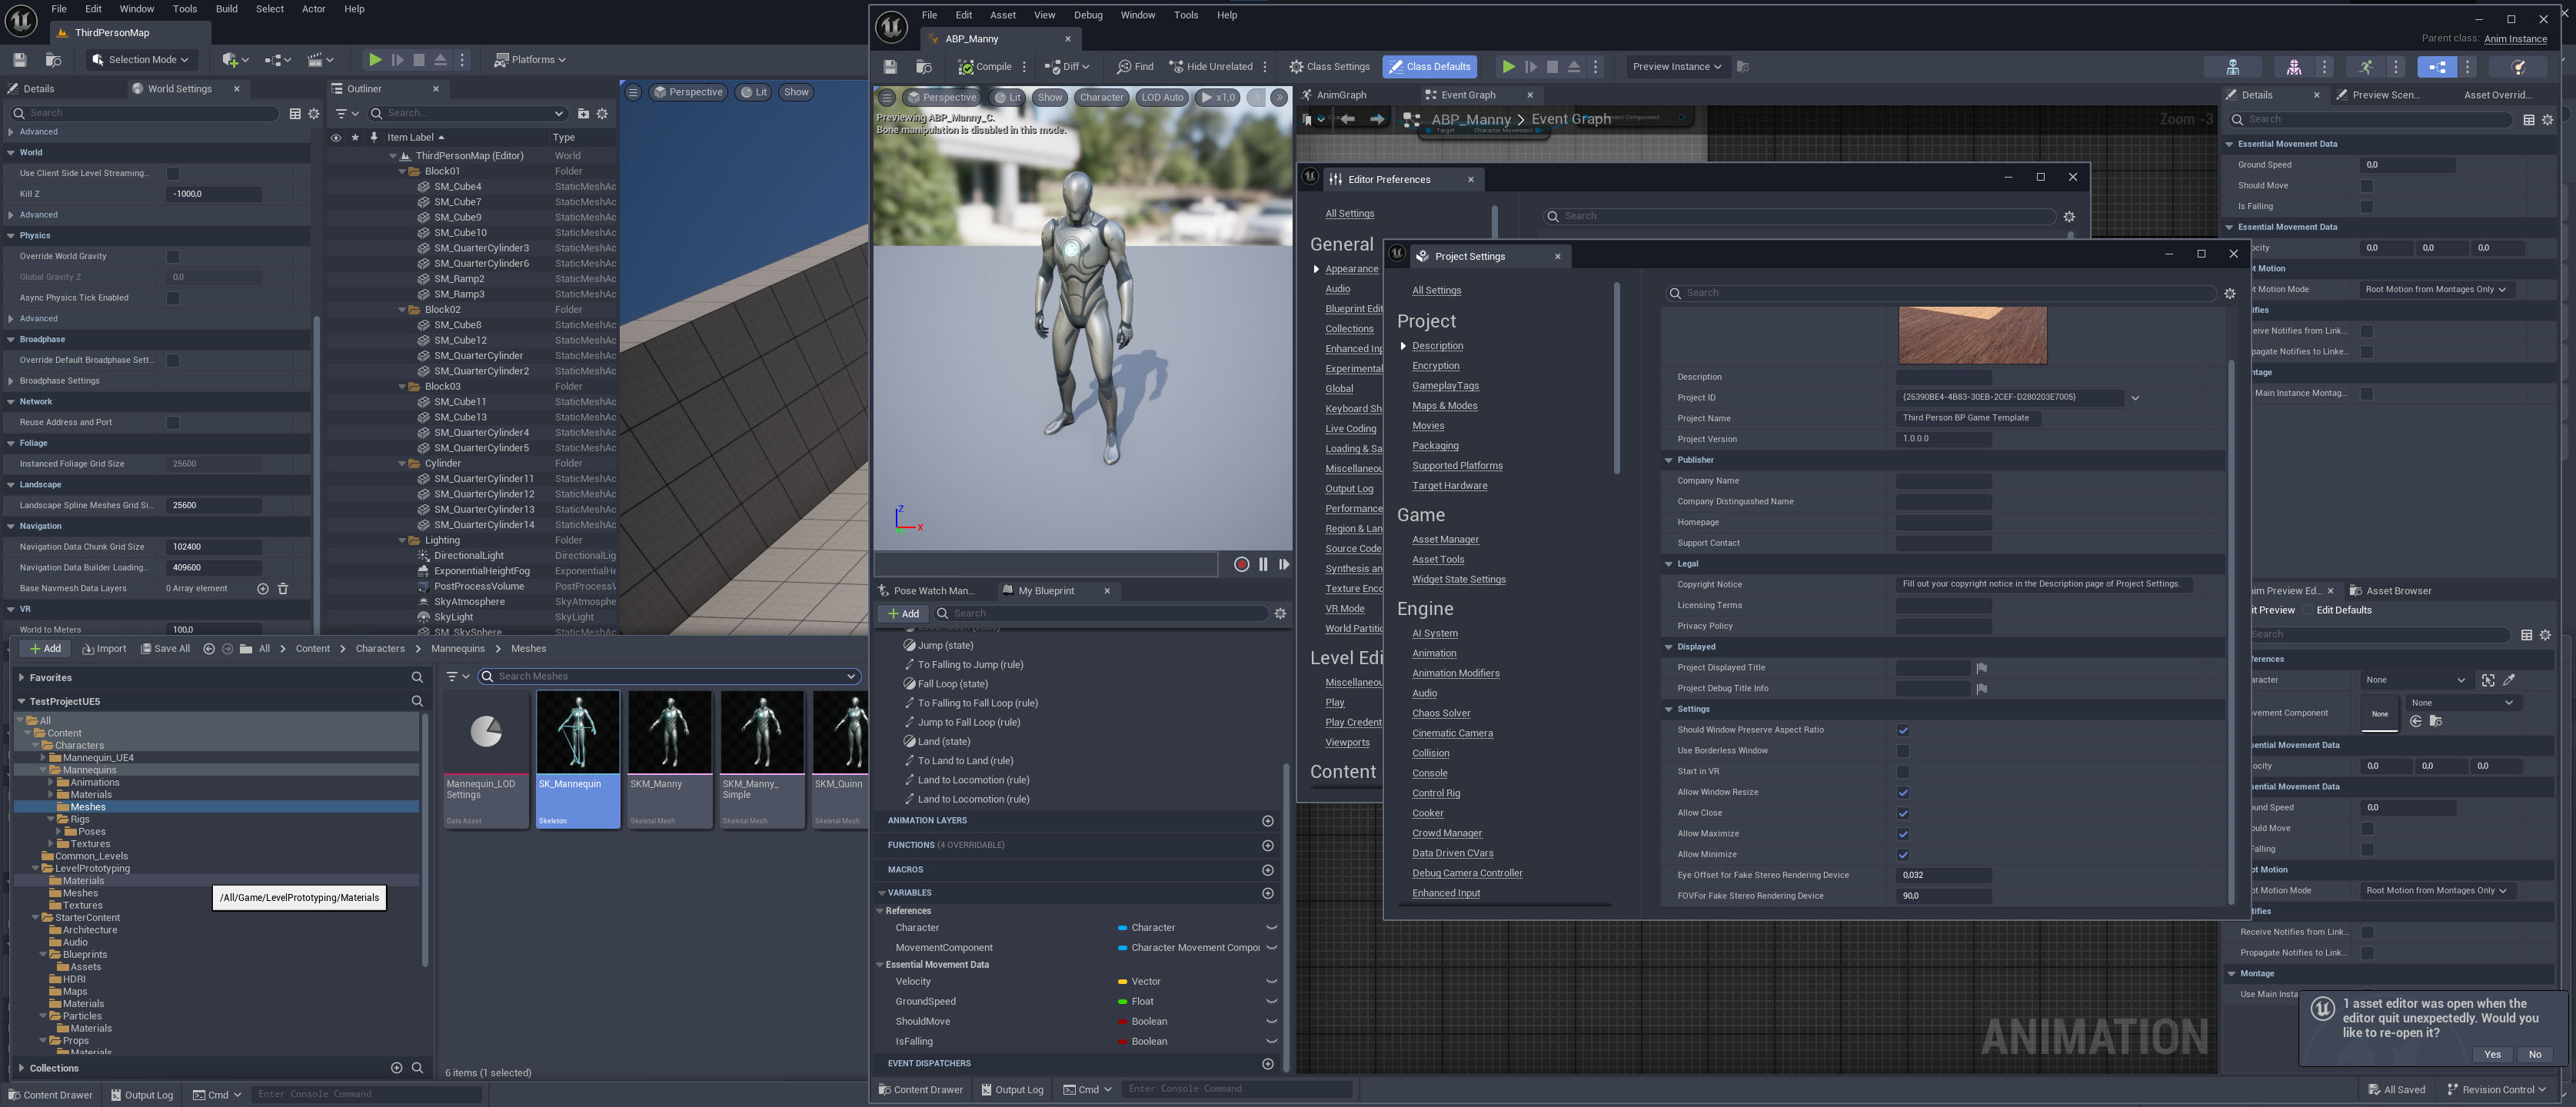 File Edit Window Tools Build Select Actor Help
ThirdPersonMap
Selection Mode
Platforms
Details
World Settings
Search
Advanced
World
Use Client Side Level Streaming...
Kill Z
-1000,0
Advanced
Physics
Override World Gravity
Global Gravity Z
0,0
Async Physics Tick Enabled
Advanced
Broadphase
Override Default Broadphase Sett...
Broadphase Settings
Network
Reuse Address and Port
Foliage
Instanced Foliage Grid Size
25600
Landscape
Landscape Spline Meshes Grid Si...
25600
Navigation
Navigation Data Chunk Grid Size
102400
Navigation Data Builder Loading...
409600
Base Navmesh Data Layers
0 Array element
VR
World to Meters
100,0
Outliner
Search...
Item Label
Type
ThirdPersonMap (Editor) World
Block01 Folder
SM_Cube4 StaticMeshAc
SM_Cube7 StaticMeshAc
SM_Cube9 StaticMeshAc
SM_Cube10 StaticMeshAc
SM_QuarterCylinder3 StaticMeshAc
SM_QuarterCylinder6 StaticMeshAc
SM_Ramp2 StaticMeshAc
SM_Ramp3 StaticMeshAc
Block02 Folder
SM_Cube8 StaticMeshAc
SM_Cube12 StaticMeshAc
SM_QuarterCylinder StaticMeshAc
SM_QuarterCylinder2 StaticMeshAc
Block03 Folder
SM_Cube11 StaticMeshAc
SM_Cube13 StaticMeshAc
SM_QuarterCylinder4 StaticMeshAc
SM_QuarterCylinder5 StaticMeshAc
Cylinder Folder
SM_QuarterCylinder11 StaticMeshAc
SM_QuarterCylinder12 StaticMeshAc
SM_QuarterCylinder13 StaticMeshAc
SM_QuarterCylinder14 StaticMeshAc
Lighting Folder
DirectionalLight DirectionalLig
ExponentialHeightFog ExponentialHe
PostProcessVolume PostProcessV
SkyAtmosphere SkyAtmosphe
SkyLight SkyLight
SM_SkySphere StaticMeshAc
Perspective
Lit
Show
Add
Import
Save All
All > Content > Characters > Mannequins > Meshes
Favorites
TestProjectUE5
All
Content
Characters
Mannequin_UE4
Mannequins
Animations
Materials
Meshes
Rigs
Poses
Textures
Common_Levels
LevelPrototyping
Materials
Meshes
Textures
StarterContent
Architecture
Audio
Blueprints
Assets
HDRI
Maps
Materials
Particles
Materials
Props
Materials
/All/Game/LevelPrototyping/Materials
Collections
Search Meshes
Mannequin_LOD
Settings
Data Asset
SK_Mannequin
Skeleton
SKM_Manny
Skeletal Mesh
SKM_Manny_
Simple
Skeletal Mesh
SKM_Quinn
Skeletal Mesh
6 items (1 selected)
Content Drawer
Output Log
Cmd
Enter Console Command
File Edit Asset View Debug Window Tools Help
ABP_Manny
Parent class: Anim Instance
Compile
Diff
Find
Hide Unrelated
Class Settings
Class Defaults
Preview Instance
Perspective
Lit
Show
Character
LOD Auto
x1,0
Previewing ABP_Manny_C.
Bone manipulation is disabled in this mode.
Z
X
Pose Watch Man...
My Blueprint
Add
Search
Jump (state)
To Falling to Jump (rule)
Fall Loop (state)
To Falling to Fall Loop (rule)
Jump to Fall Loop (rule)
Land (state)
To Land to Land (rule)
Land to Locomotion (rule)
Land to Locomotion (rule)
ANIMATION LAYERS
FUNCTIONS (4 OVERRIDABLE)
MACROS
VARIABLES
References
Character Character
MovementComponent Character Movement Compo
Essential Movement Data
Velocity Vector
GroundSpeed Float
ShouldMove Boolean
IsFalling Boolean
EVENT DISPATCHERS
Content Drawer
Output Log
Cmd
Enter Console Command
AnimGraph
Event Graph
ABP_Manny > Event Graph
Zoom -3
Target
Character Movement
ANIMATION
Editor Preferences
All Settings
Search
General
Appearance
Audio
Blueprint Edit
Collections
Enhanced Inp
Experimental
Global
Keyboard Sh
Live Coding
Loading & Sa
Miscellaneou
Output Log
Performance
Region & Lan
Source Code
Synthesis an
Texture Enco
VR Mode
World Partitio
Level Edi
Miscellaneou
Play
Play Credent
Viewports
Content
Project Settings
All Settings
Project
Description
Encryption
GameplayTags
Maps & Modes
Movies
Packaging
Supported Platforms
Target Hardware
Game
Asset Manager
Asset Tools
Widget State Settings
Engine
AI System
Animation
Animation Modifiers
Audio
Chaos Solver
Cinematic Camera
Collision
Console
Control Rig
Cooker
Crowd Manager
Data Driven CVars
Debug Camera Controller
Enhanced Input
Search
Description
Project ID
{26390BE4-4B83-30EB-2CEF-D280203E7005}
Project Name
Third Person BP Game Template
Project Version
1.0.0.0
Publisher
Company Name
Company Distinguished Name
Homepage
Support Contact
Legal
Copyright Notice
Fill out your copyright notice in the Description page of Project Settings.
Licensing Terms
Privacy Policy
Displayed
Project Displayed Title
Project Debug Title Info
Settings
Should Window Preserve Aspect Ratio
Use Borderless Window
Start in VR
Allow Window Resize
Allow Close
Allow Maximize
Allow Minimize
Eye Offset for Fake Stereo Rendering Device
0,032
FOVFor Fake Stereo Rendering Device
90,0
Details
Preview Scen...
Asset Overrid...
Search
Essential Movement Data
Ground Speed
0,0
Should Move
Is Falling
Essential Movement Data
ocity
0,0 0,0 0,0
ot Motion
ot Motion Mode
Root Motion from Montages Only
tifies
eive Notifies from Link...
pagate Notifies to Linke...
ntage
Main Instance Montag...
im Preview Ed...
Asset Browser
it Preview
Edit Defaults
Search
ferences
aracter
None
vement Component
None
None
sential Movement Data
ocity
0,0 0,0 0,0
sential Movement Data
und Speed
0,0
ould Move
Falling
ot Motion
ot Motion Mode
Root Motion from Montages Only
tifies
Receive Notifies from Link...
Propagate Notifies to Link...
Montage
Use Main Insta
1 asset editor was open when the
editor quit unexpectedly. Would you
like to re-open it?
Yes
No
All Saved
Revision Control